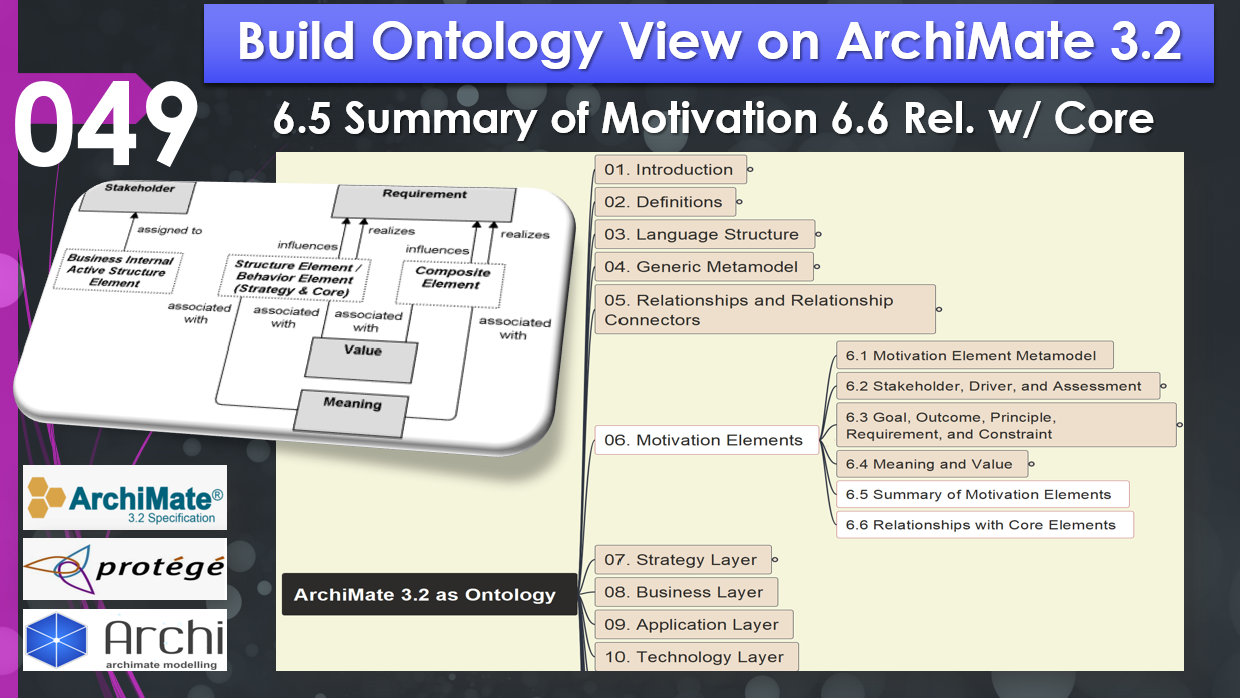 Build Ontology View on ArchiMate 3.2
049
6.5 Summary of Motivation 6.6 Rel. w/ Core
Stakeholder
Requirement
assigned to
influences
realizes
influences
realizes
Business Internal
Active Structure
Element
Structure Element /
Behavior Element
(Strategy & Core)
Composite
Element
associated
with
associated
with
associated
with
associated
with
Value
Meaning
ArchiMate®
3.2 Specification
protégé
Archi
archimate modelling
ArchiMate 3.2 as Ontology
01. Introduction
02. Definitions
03. Language Structure
04. Generic Metamodel
05. Relationships and Relationship
Connectors
06. Motivation Elements
6.1 Motivation Element Metamodel
6.2 Stakeholder, Driver, and Assessment
6.3 Goal, Outcome, Principle,
Requirement, and Constraint
6.4 Meaning and Value
6.5 Summary of Motivation Elements
6.6 Relationships with Core Elements
07. Strategy Layer
08. Business Layer
09. Application Layer
10. Technology Layer